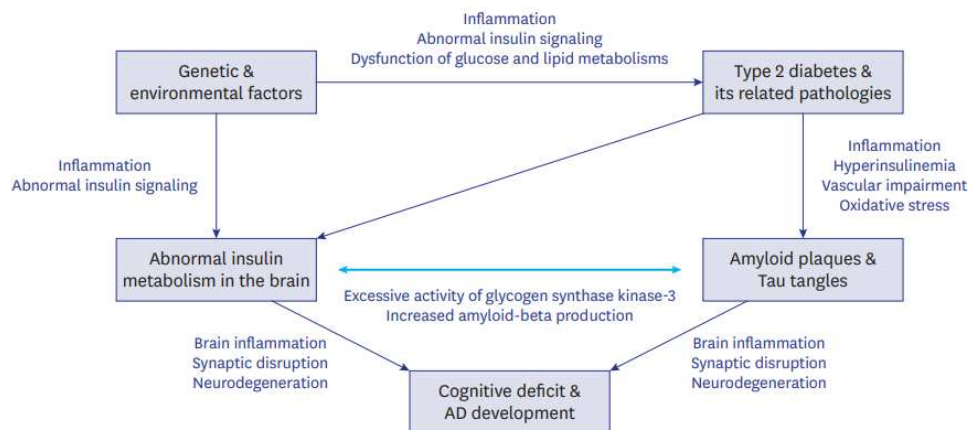 Inflammation
Abnormal insulin signaling
Dysfunction of glucose and lipid metabolisms
Genetic &
environmental factors
Type 2 diabetes &
its related pathologies
Inflammation
Abnormal insulin signaling
Inflammation
Hyperinsulinemia
Vascular impairment
Oxidative stress
Abnormal insulin
metabolism in the brain
Amyloid plaques &
Tau tangles
Excessive activity of glycogen synthase kinase-3
Increased amyloid-beta production
Brain inflammation
Synaptic disruption
Neurodegeneration
Brain inflammation
Synaptic disruption
Neurodegeneration
Cognitive deficit &
AD development